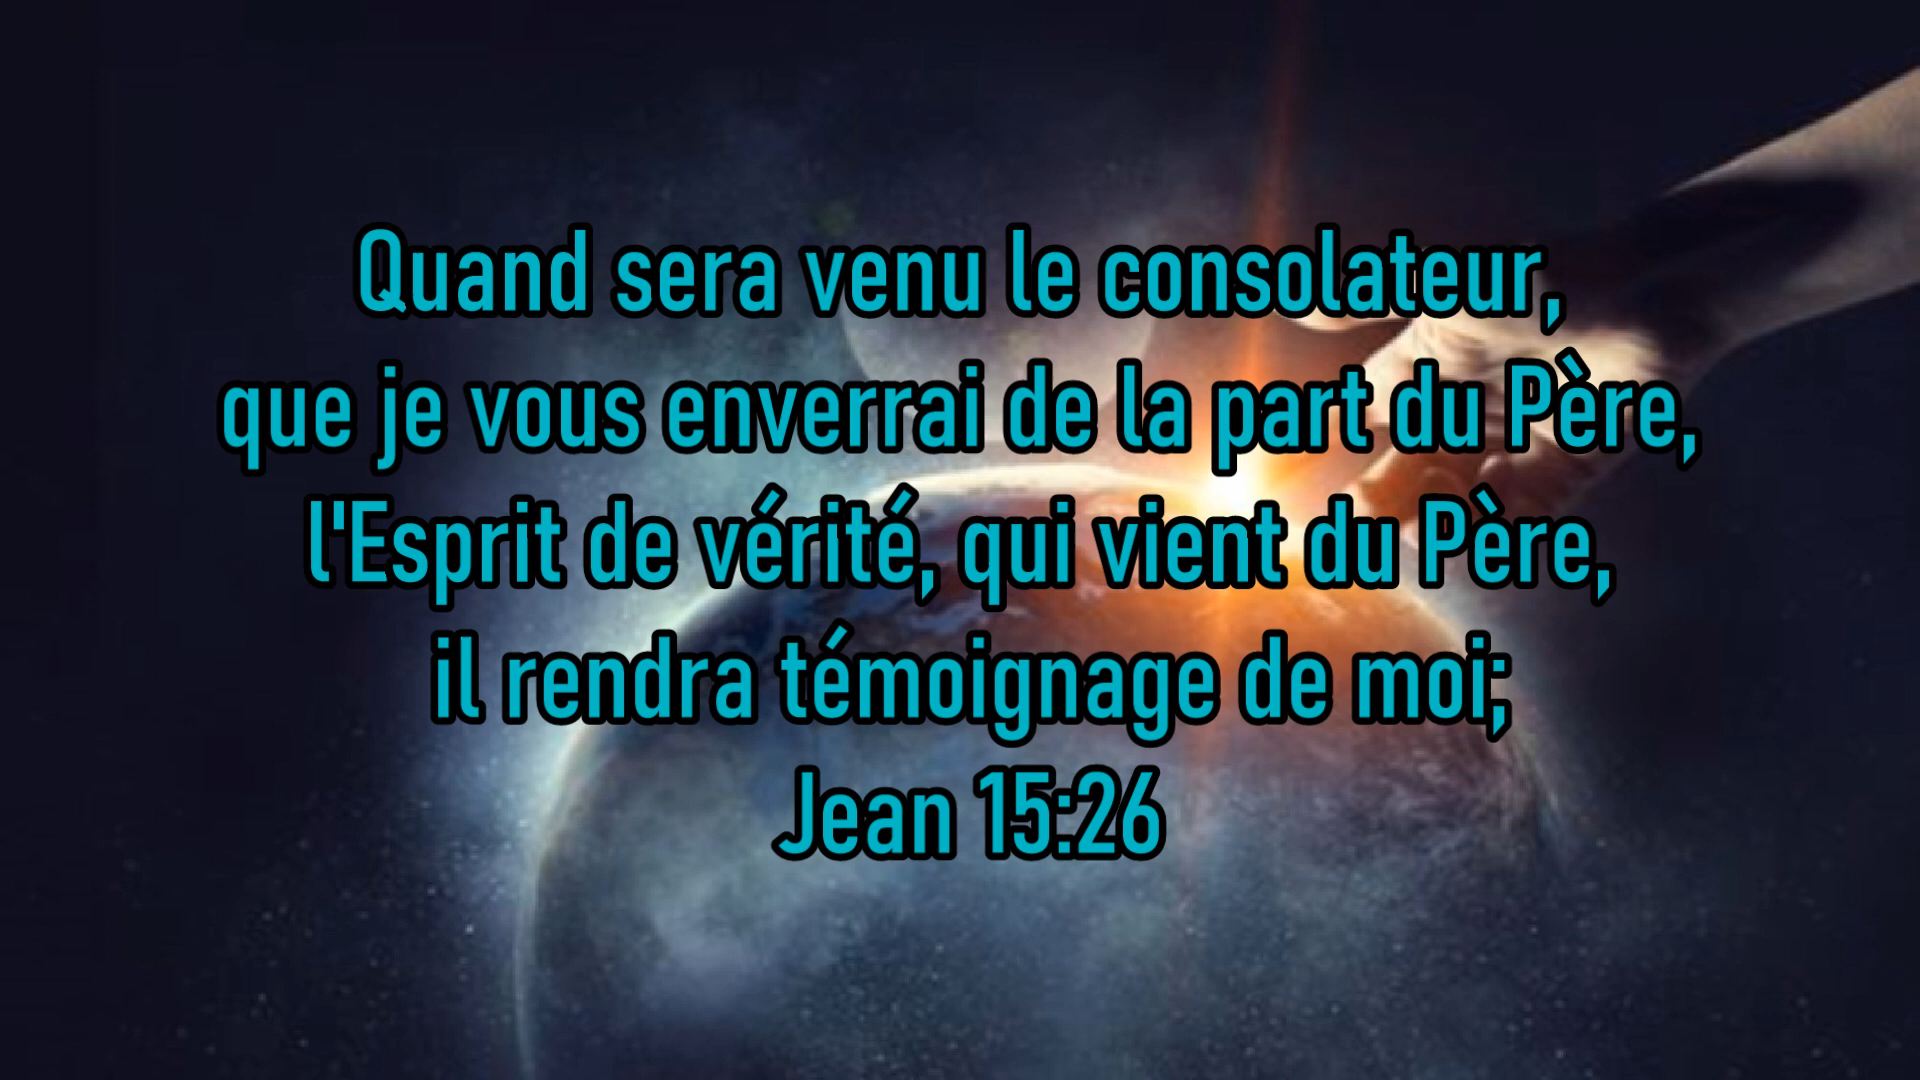 Quand sera venu le consolateur,
que je vous enverrai de la part du Père,
l'Esprit de vérité, qui vient du Père,
il rendra témoignage de moi;
Jean 15:26